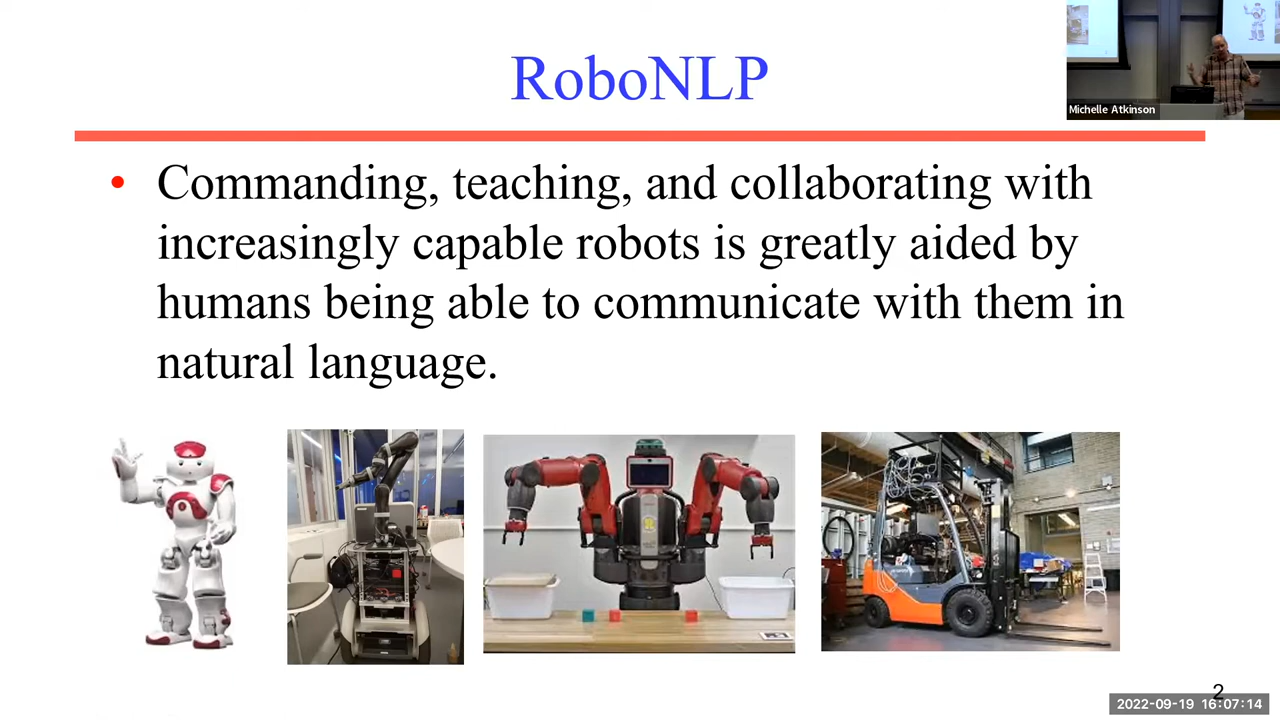 RoboNLP
Michelle Atkinson
• Commanding, teaching, and collaborating with
increasingly capable robots is greatly aided by
humans being able to communicate with them in
natural language.
2
2022-09-19 16:07:14